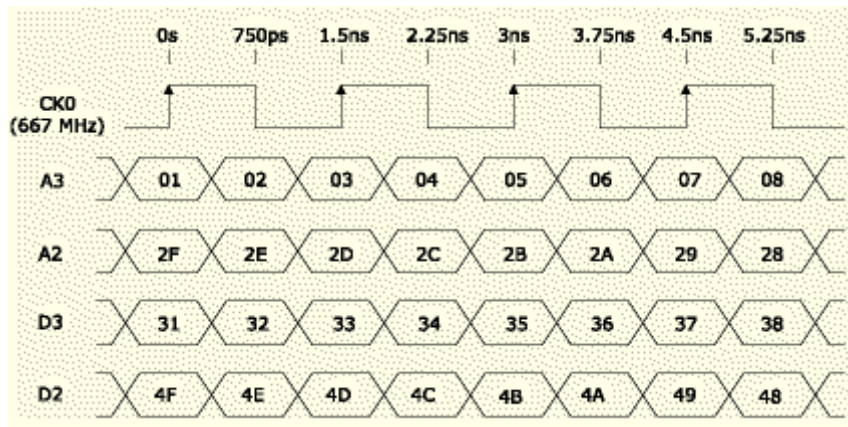 0s 750ps 1.5ns 2.25ns 3ns 3.75ns 4.5ns 5.25ns
CK0
(667 MHz)
A3 01 02 03 04 05 06 07 08
A2 2F 2E 2D 2C 2B 2A 29 28
D3 31 32 33 34 35 36 37 38
D2 4F 4E 4D 4C 4B 4A 49 48